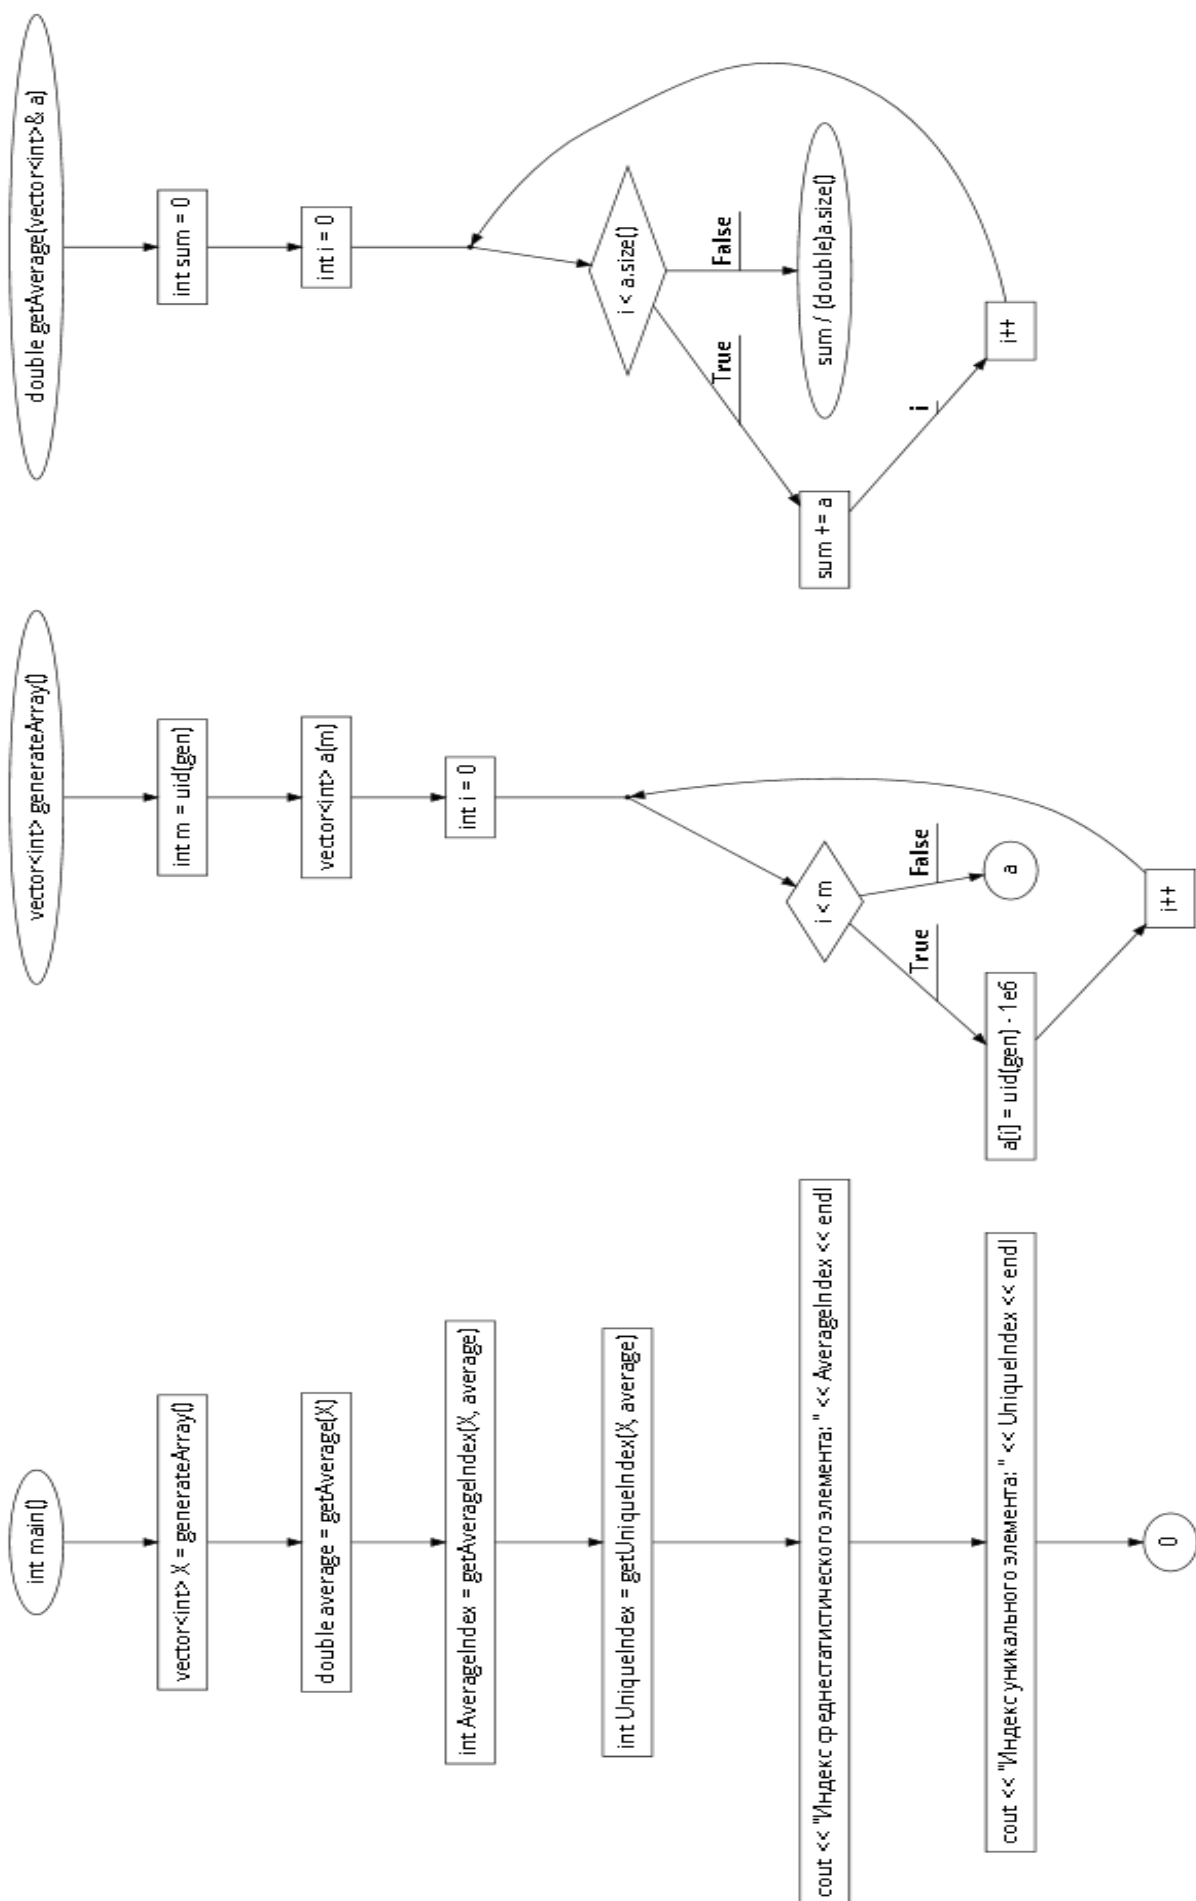 int main()
vector<int> X = generateArray()
double average = getAverage(X)
int AverageIndex = getAverageIndex(X, average)
int UniqueIndex = getUniqueIndex(X, average)
cout << "Индекс среднестатистического элемента: " << AverageIndex << endl
cout << "Индекс уникального элемента: " << UniqueIndex << endl
0
vector<int> generateArray()
int m = uid(gen)
vector<int> a(m)
int i = 0
i < m
True
False
a[i] = uid(gen) - 1e6
a
i++
double getAverage(vector<int>& a)
int sum = 0
int i = 0
i < a.size()
True
False
sum += a
sum / (double)a.size()
i
i++